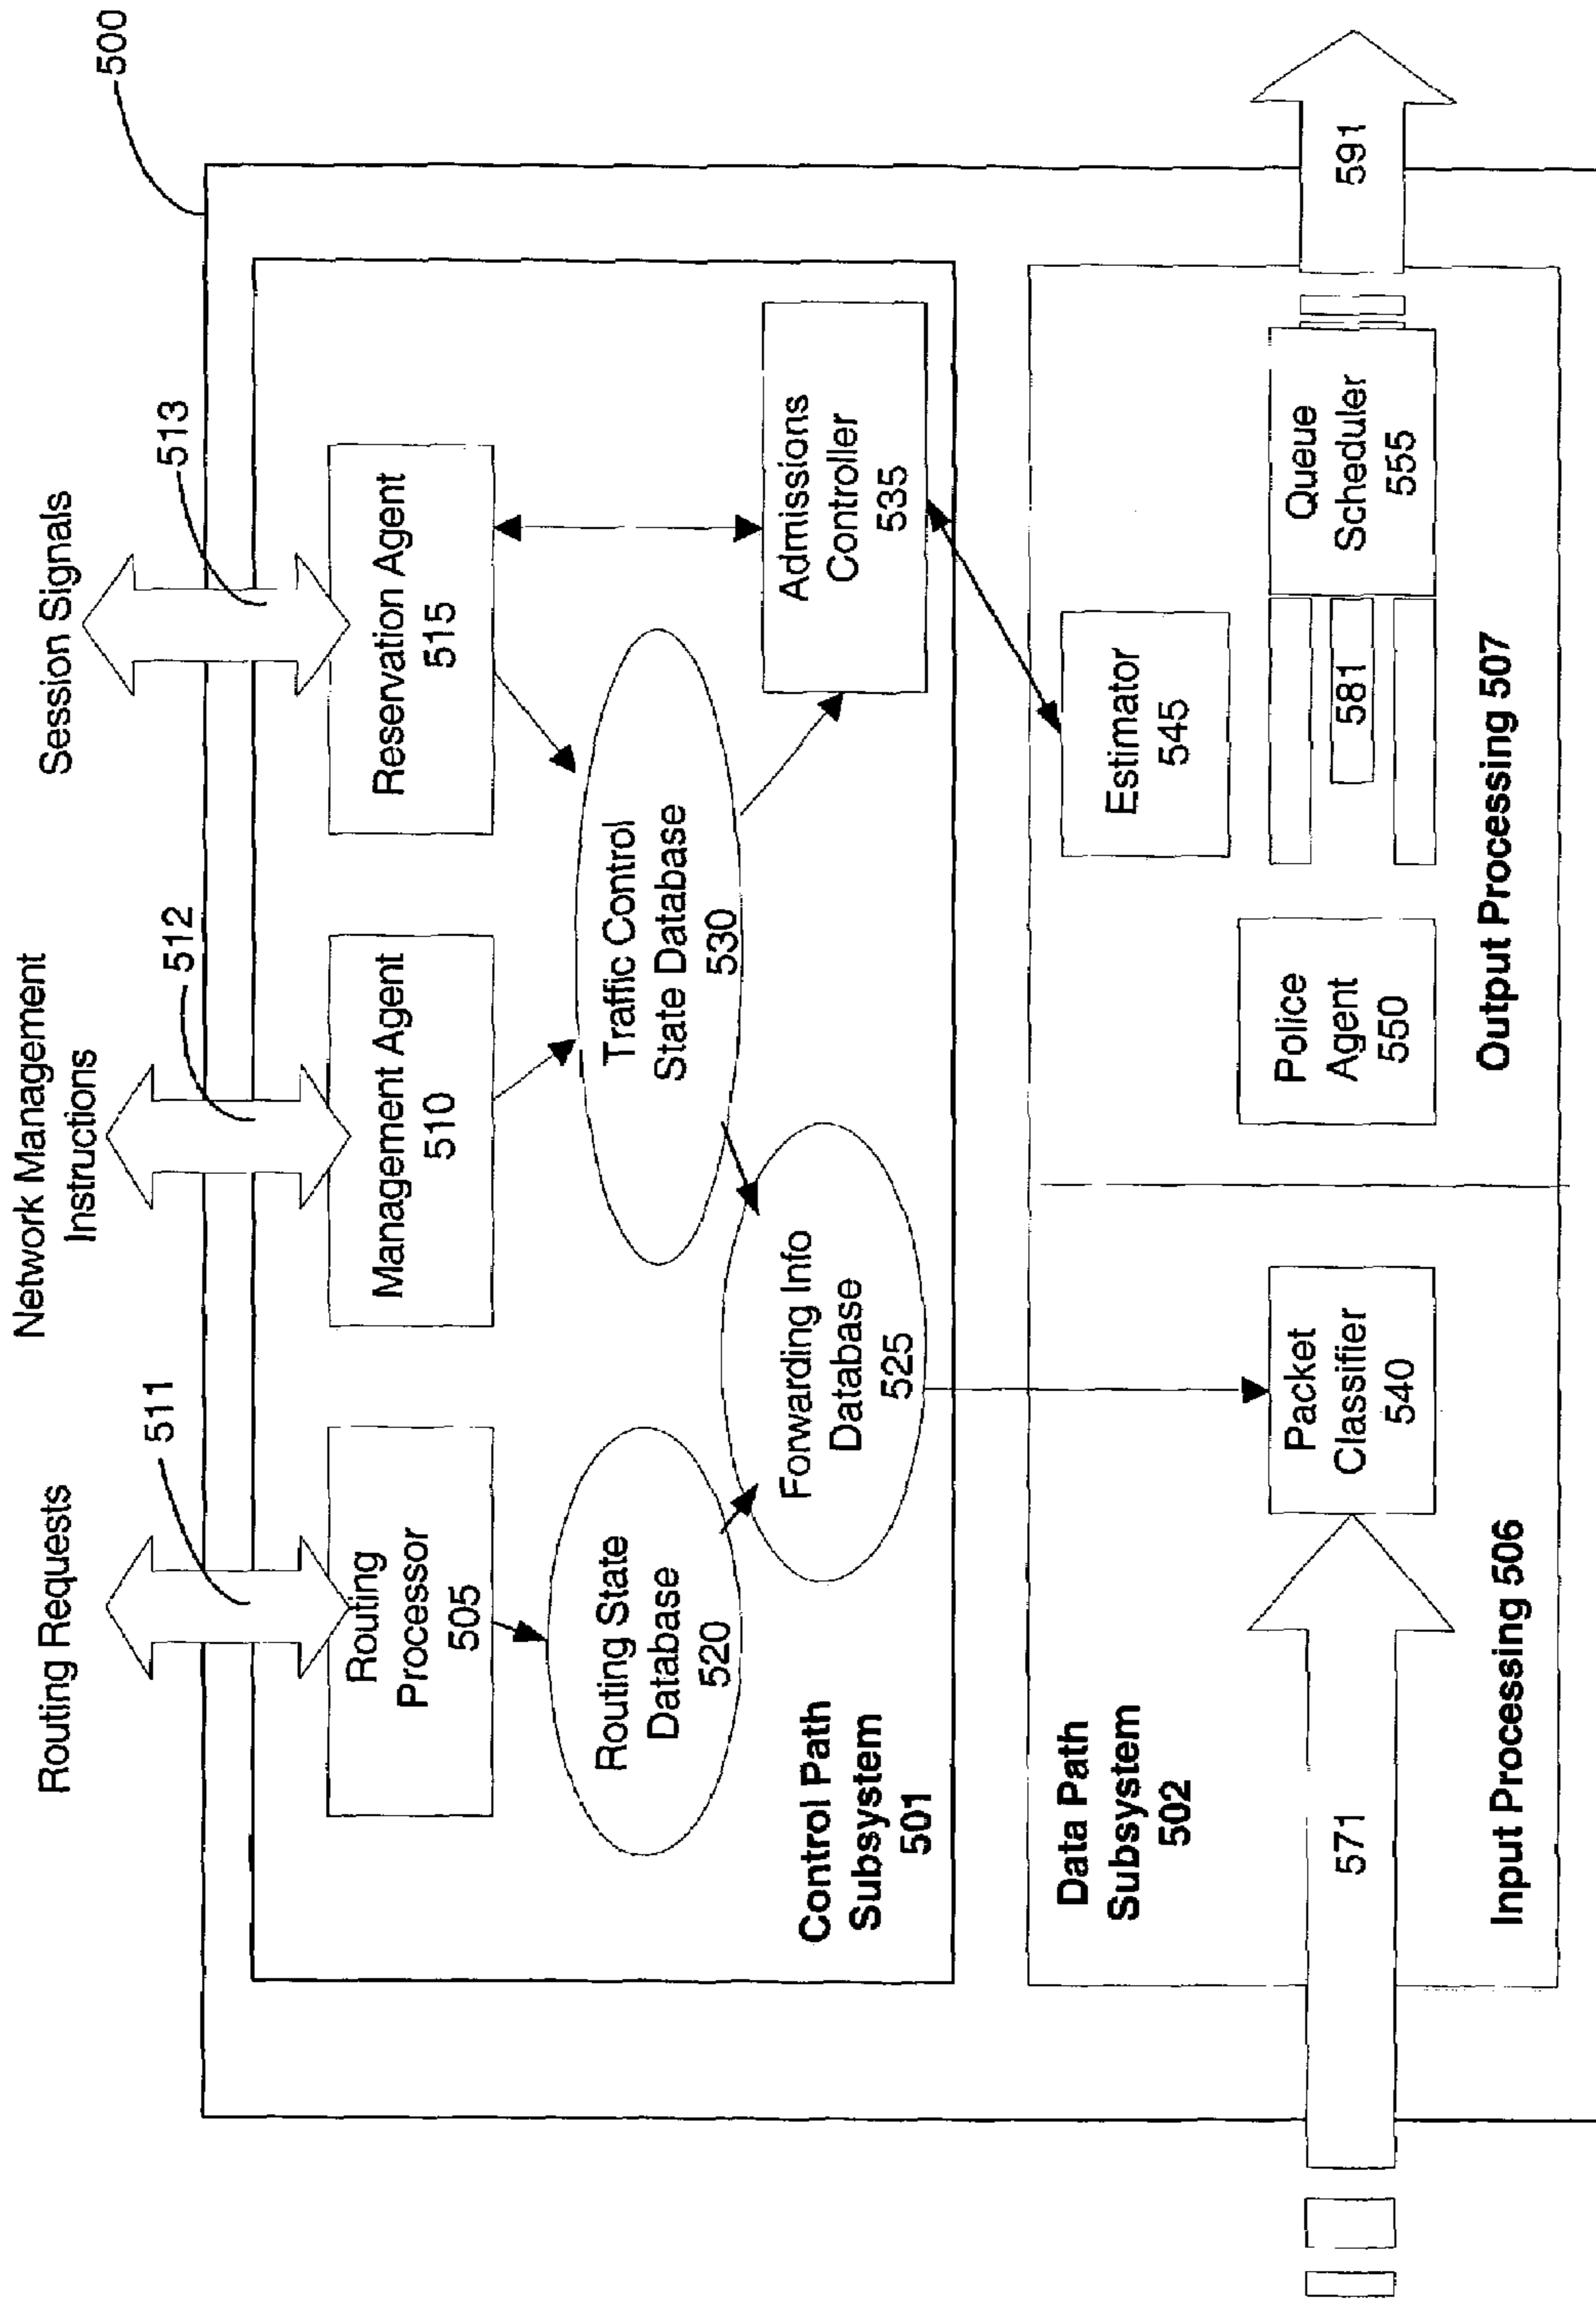 500
Routing Requests
Network Management
Instructions
Session Signals
511
512
513
Routing
Processor
505
Management Agent
510
Reservation Agent
515
Routing State
Database
520
Traffic Control
State Database
530
Forwarding Info
Database
525
Admissions
Controller
535
Control Path
Subsystem
501
Data Path
Subsystem
502
Estimator
545
571
Packet
Classifier
540
Police
Agent
550
581
Queue
Scheduler
555
591
Input Processing 506
Output Processing 507